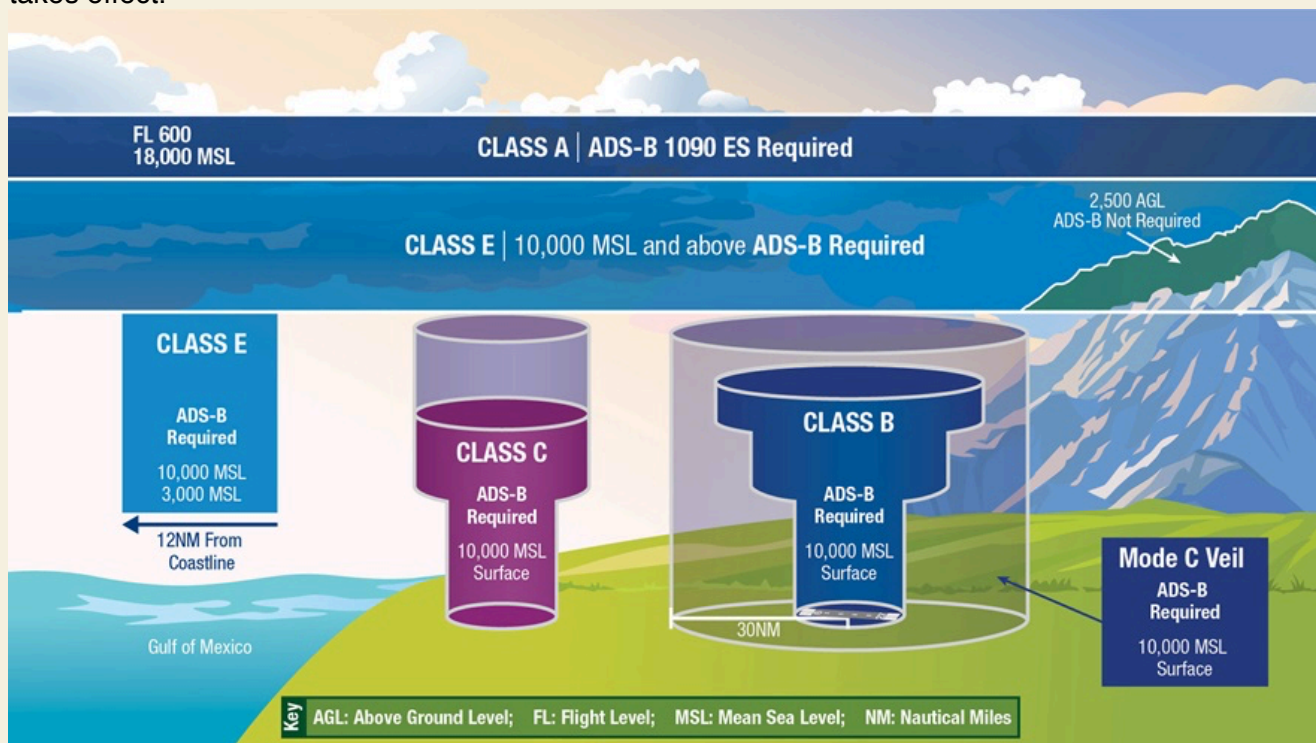 takes effect.
FL 600
18,000 MSL
CLASS A | ADS-B 1090 ES Required
2,500 AGL
ADS-B Not Required
CLASS E | 10,000 MSL and above ADS-B Required
CLASS E
ADS-B
Required
10,000 MSL
3,000 MSL
12NM From
Coastline
Gulf of Mexico
CLASS C
ADS-B
Required
10,000 MSL
Surface
CLASS B
ADS-B
Required
10,000 MSL
Surface
30NM
Mode C Veil
ADS-B
Required
10,000 MSL
Surface
Key
AGL: Above Ground Level; FL: Flight Level; MSL: Mean Sea Level; NM: Nautical Miles